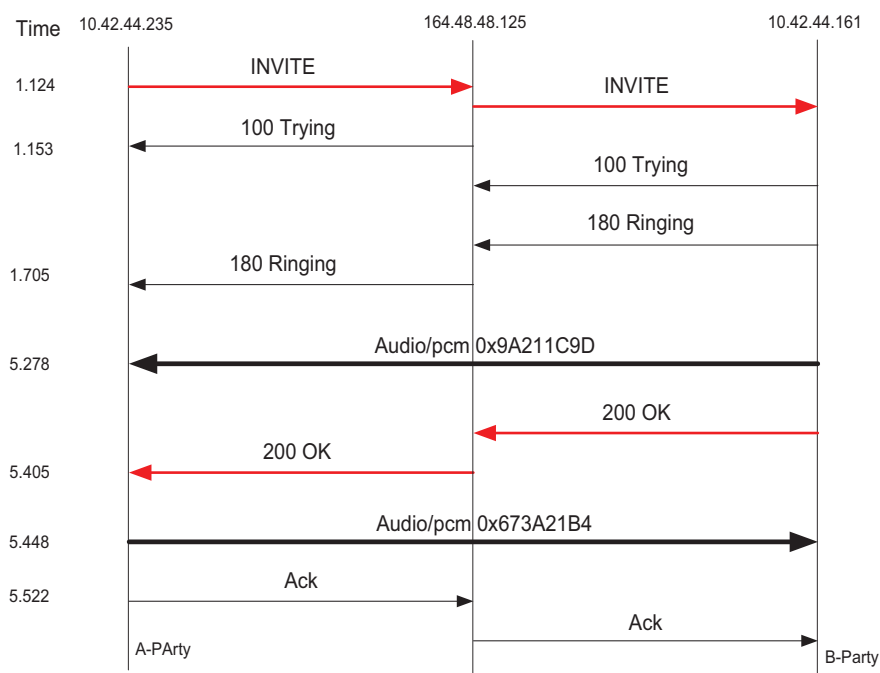 Time 10.42.44.235 164.48.48.125 10.42.44.161
INVITE
1.124
INVITE
100 Trying
1.153
100 Trying
180 Ringing
180 Ringing
1.705
Audio/pcm 0x9A211C9D
5.278
200 OK
200 OK
5.405
Audio/pcm 0x673A21B4
5.448
Ack
5.522
Ack
A-PArty
B-Party